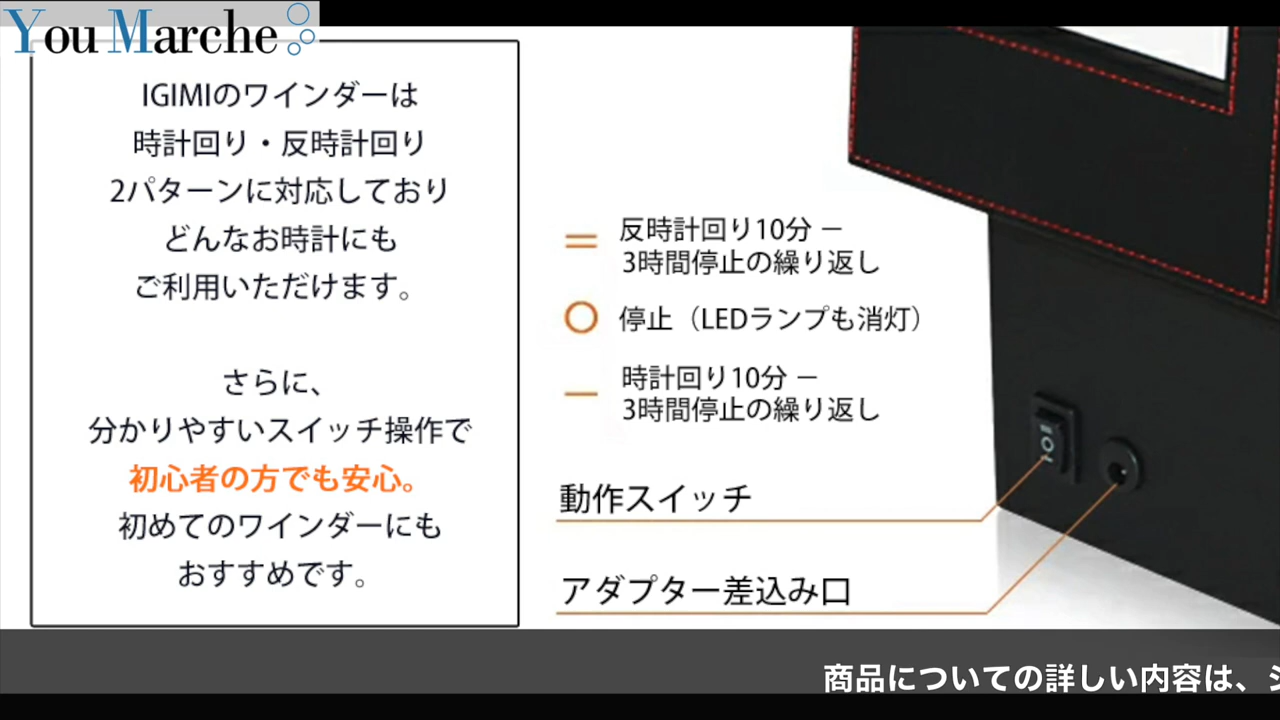 You Marche
IGIMIのワインダーは
時計回り・反時計回り
2パターンに対応しており
どんなお時計にも
ご利用いただけます。
さらに、
分かりやすいスイッチ操作で
初心者の方でも安心。
初めてのワインダーにも
おすすめです。
反時計回り10分 －
3時間停止の繰り返し
停止（LEDランプも消灯）
時計回り10分 －
3時間停止の繰り返し
動作スイッチ
アダプター差込み口
商品についての詳しい内容は、